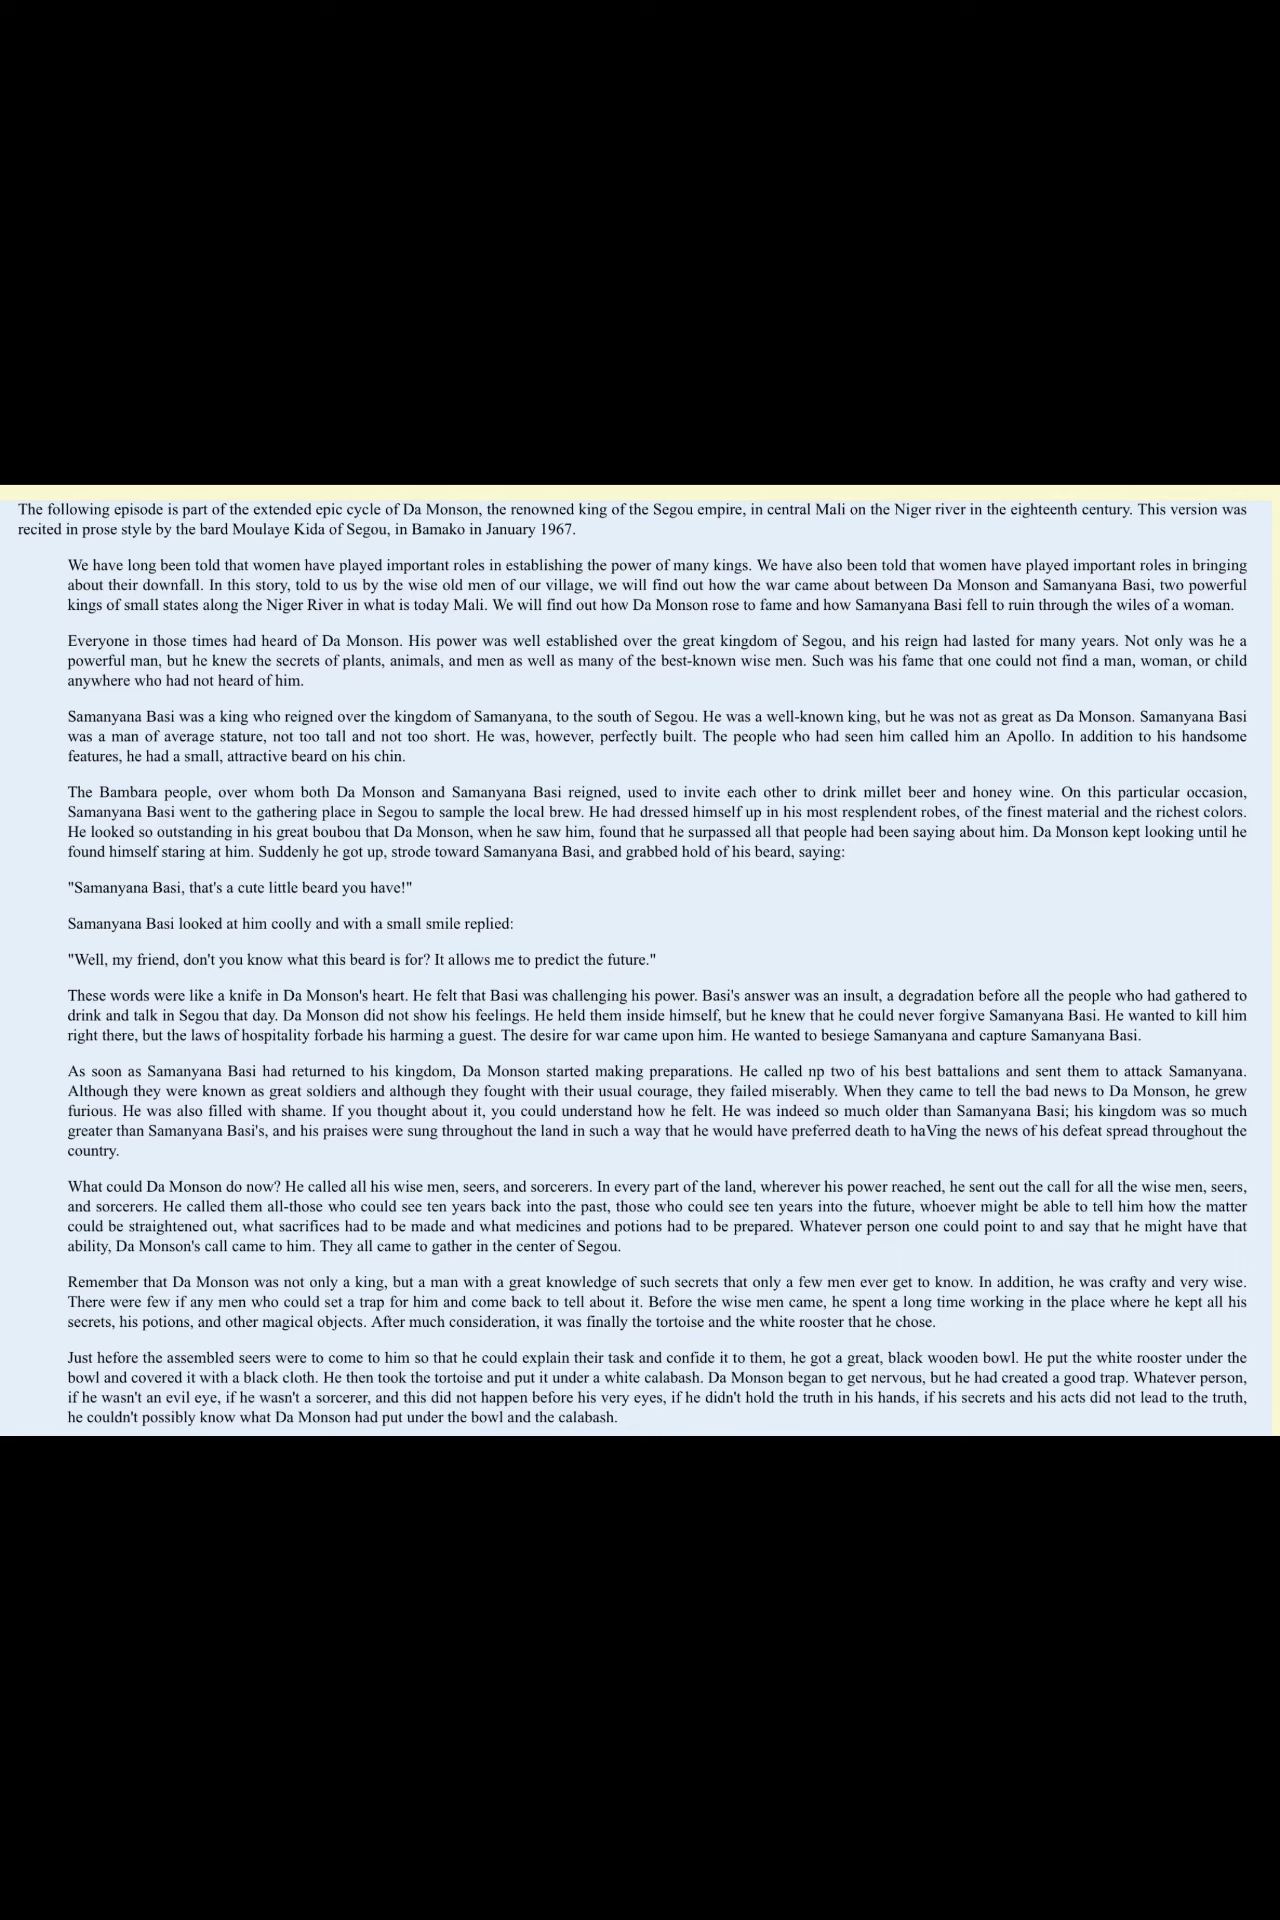 The following episode is part of the extended epic cycle of Da Monson, the renowned king of the Segou empire, in central Mali on the Niger river in the eighteenth century. This version was
recited in prose style by the bard Moulaye Kida of Segou, in Bamako in January 1967.
We have long been told that women have played important roles in establishing the power of many kings. We have also been told that women have played important roles in bringing
about their downfall. In this story, told to us by the wise old men of our village, we will find out how the war came about between Da Monson and Samanyana Basi, two powerful
kings of small states along the Niger River in what is today Mali. We will find out how Da Monson rose to fame and how Samanyana Basi fell to ruin through the wiles of a woman.
Everyone in those times had heard of Da Monson. His power was well established over the great kingdom of Segou, and his reign had lasted for many years. Not only was he a
powerful man, but he knew the secrets of plants, animals, and men as well as many of the best-known wise men. Such was his fame that one could not find a man, woman, or child
anywhere who had not heard of him.
Samanyana Basi was a king who reigned over the kingdom of Samanyana, to the south of Segou. He was a well-known king, but he was not as great as Da Monson. Samanyana Basi
was a man of average stature, not too tall and not too short. He was, however, perfectly built. The people who had seen him called him an Apollo. In addition to his handsome
features, he had a small, attractive beard on his chin.
The Bambara people, over whom both Da Monson and Samanyana Basi reigned, used to invite each other to drink millet beer and honey wine. On this particular occasion,
Samanyana Basi went to the gathering place in Segou to sample the local brew. He had dressed himself up in his most resplendent robes, of the finest material and the richest colors.
He looked so outstanding in his great boubou that Da Monson, when he saw him, found that he surpassed all that people had been saying about him. Da Monson kept looking until he
found himself staring at him. Suddenly he got up, strode toward Samanyana Basi, and grabbed hold of his beard, saying:
"Samanyana Basi, that's a cute little beard you have!"
Samanyana Basi looked at him coolly and with a small smile replied:
"Well, my friend, don't you know what this beard is for? It allows me to predict the future."
These words were like a knife in Da Monson's heart. He felt that Basi was challenging his power. Basi's answer was an insult, a degradation before all the people who had gathered to
drink and talk in Segou that day. Da Monson did not show his feelings. He held them inside himself, but he knew that he could never forgive Samanyana Basi. He wanted to kill him
right there, but the laws of hospitality forbade his harming a guest. The desire for war came upon him. He wanted to besiege Samanyana and capture Samanyana Basi.
As soon as Samanyana Basi had returned to his kingdom, Da Monson started making preparations. He called np two of his best battalions and sent them to attack Samanyana.
Although they were known as great soldiers and although they fought with their usual courage, they failed miserably. When they came to tell the bad news to Da Monson, he grew
furious. He was also filled with shame. If you thought about it, you could understand how he felt. He was indeed so much older than Samanyana Basi; his kingdom was so much
greater than Samanyana Basi's, and his praises were sung throughout the land in such a way that he would have preferred death to haVing the news of his defeat spread throughout the
country.
What could Da Monson do now? He called all his wise men, seers, and sorcerers. In every part of the land, wherever his power reached, he sent out the call for all the wise men, seers,
and sorcerers. He called them all-those who could see ten years back into the past, those who could see ten years into the future, whoever might be able to tell him how the matter
could be straightened out, what sacrifices had to be made and what medicines and potions had to be prepared. Whatever person one could point to and say that he might have that
ability, Da Monson's call came to him. They all came to gather in the center of Segou.
Remember that Da Monson was not only a king, but a man with a great knowledge of such secrets that only a few men ever get to know. In addition, he was crafty and very wise.
There were few if any men who could set a trap for him and come back to tell about it. Before the wise men came, he spent a long time working in the place where he kept all his
secrets, his potions, and other magical objects. After much consideration, it was finally the tortoise and the white rooster that he chose.
Just hefore the assembled seers were to come to him so that he could explain their task and confide it to them, he got a great, black wooden bowl. He put the white rooster under the
bowl and covered it with a black cloth. He then took the tortoise and put it under a white calabash. Da Monson began to get nervous, but he had created a good trap. Whatever person,
if he wasn't an evil eye, if he wasn't a sorcerer, and this did not happen before his very eyes, if he didn't hold the truth in his hands, if his secrets and his acts did not lead to the truth,
he couldn't possibly know what Da Monson had put under the bowl and the calabash.